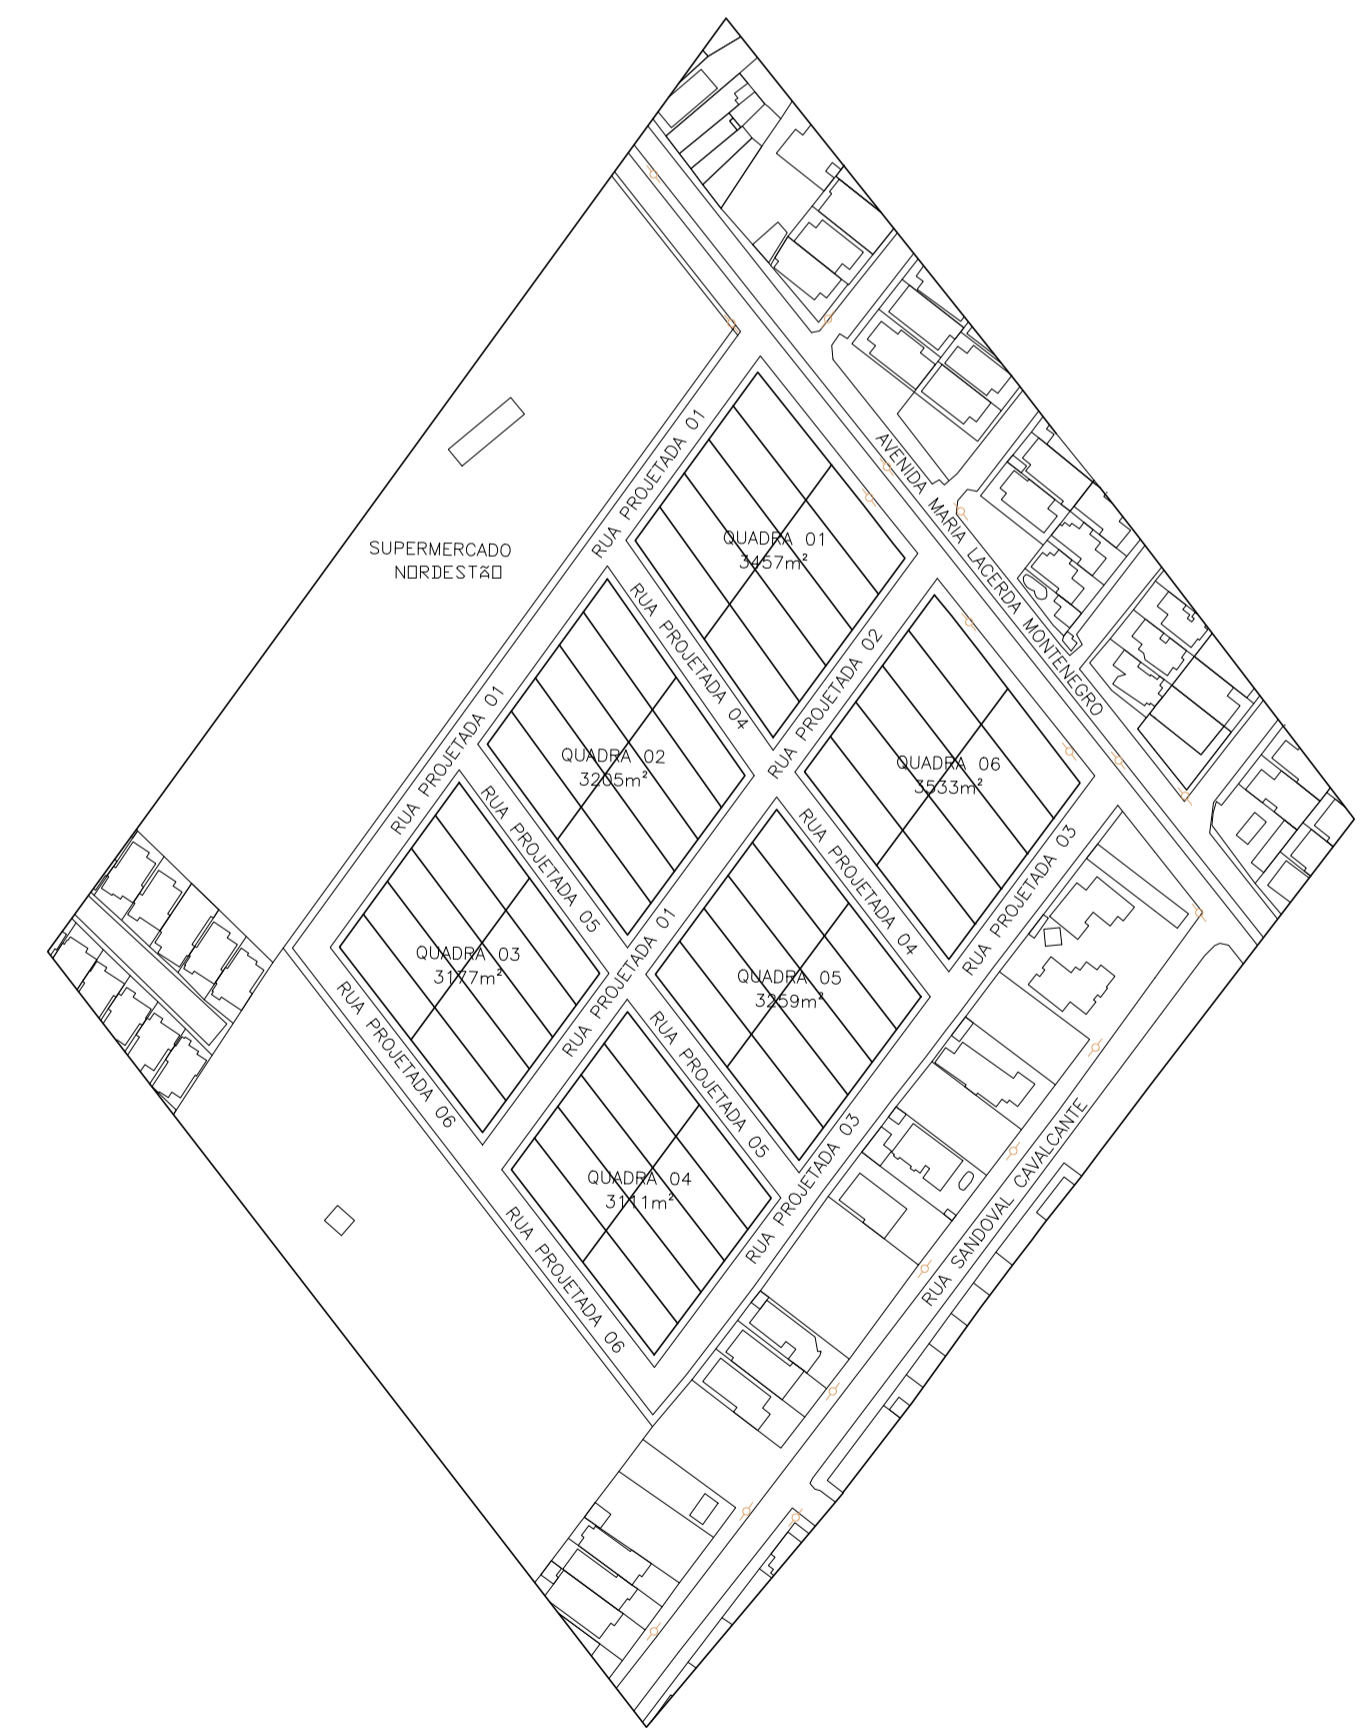 RUA PROJETADA 01
AVENIDA MARIA LACERDA MONTENEGRO
QUADRA 01
3457m²
SUPERMERCADO
NORDESTÃO
RUA PROJETADA 04
RUA PROJETADA 02
RUA PROJETADA 01
QUADRA 02
3205m²
QUADRA 06
3533m²
RUA PROJETADA 05
RUA PROJETADA 04
RUA PROJETADA 03
QUADRA 03
3177m²
RUA PROJETADA 01
QUADRA 05
3259m²
RUA PROJETADA 06
RUA PROJETADA 05
RUA PROJETADA 03
RUA SANDOVAL CAVALCANTE
QUADRA 04
3111m²
RUA PROJETADA 06